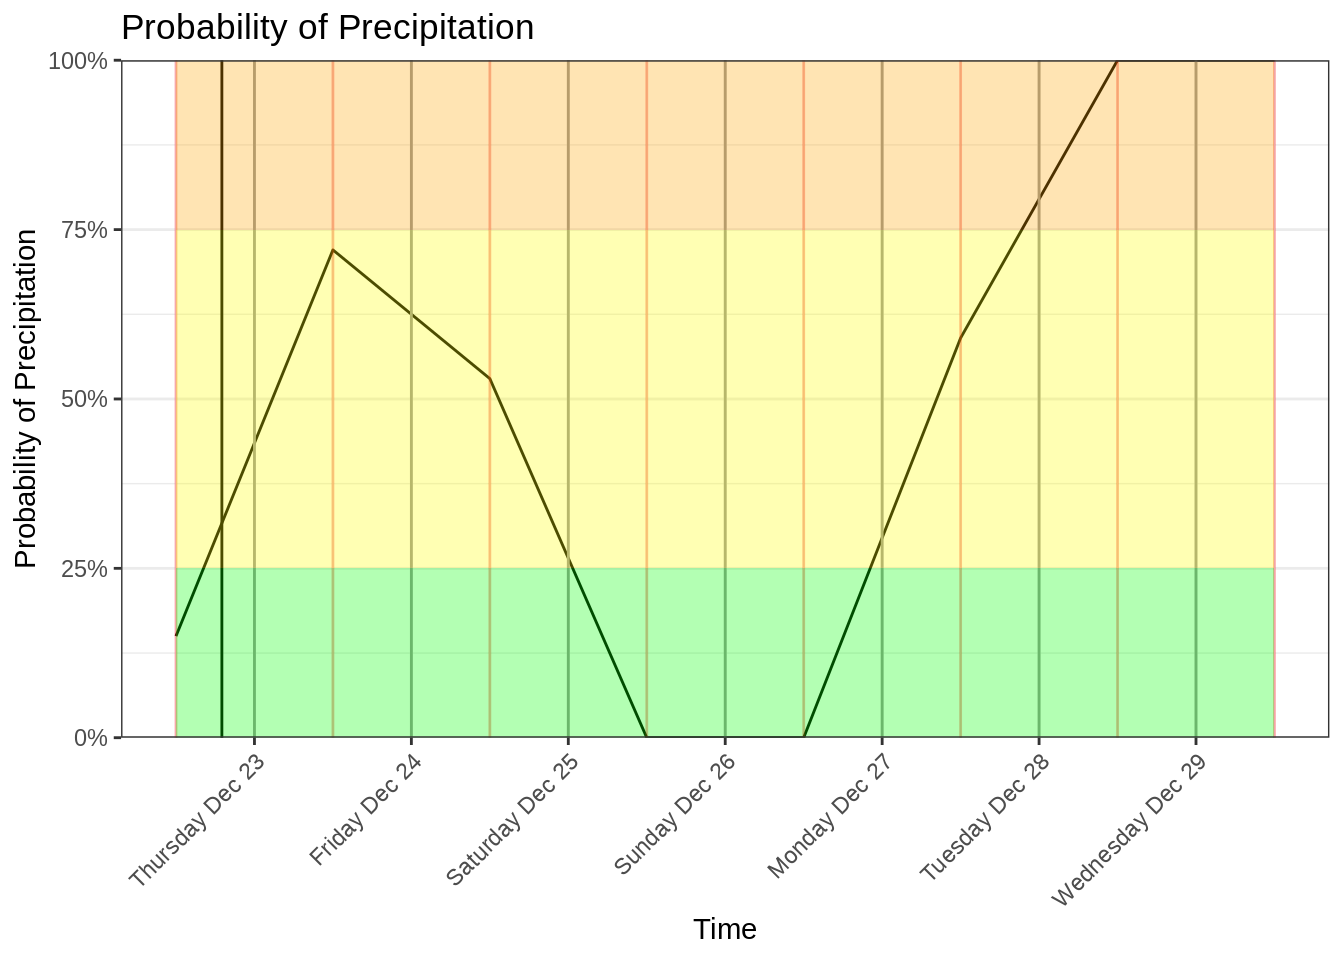 Probability of Precipitation
Probability of Precipitation
100%
75%
50%
25%
0%
Thursday Dec 23
Friday Dec 24
Saturday Dec 25
Sunday Dec 26
Monday Dec 27
Tuesday Dec 28
Wednesday Dec 29
Time